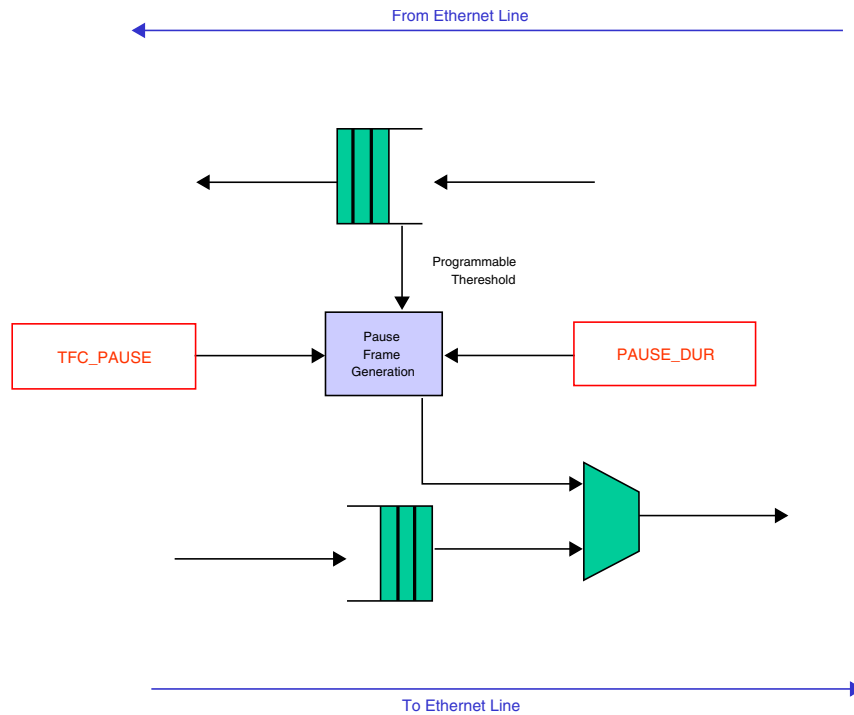 From Ethernet Line
Programmable
Thereshold
Pause
Frame
Generation
TFC_PAUSE
PAUSE_DUR
To Ethernet Line